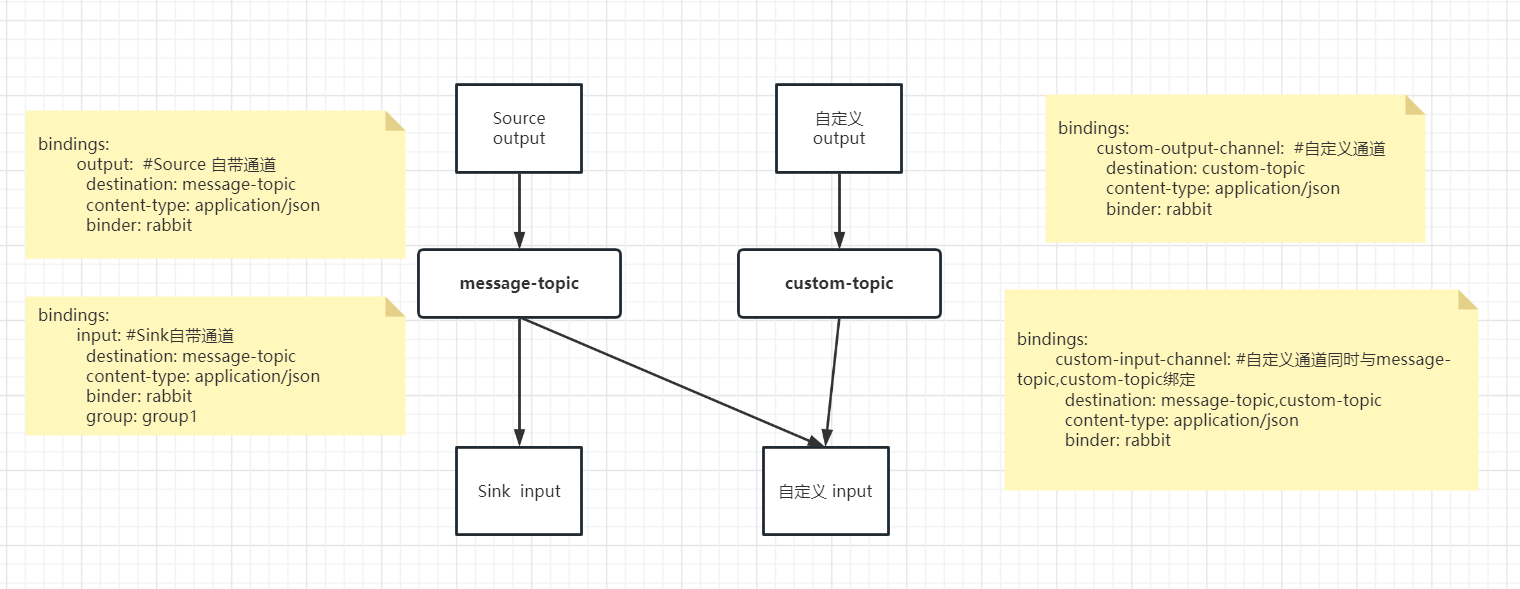 bindings:
output:  #Source 自带通道
destination: message-topic
content-type: application/json
binder: rabbit
bindings:
input: #Sink自带通道
destination: message-topic
content-type: application/json
binder: rabbit
group: group1
Source
output
message-topic
Sink  input
自定义
output
custom-topic
自定义 input
bindings:
custom-output-channel:  #自定义通道
destination: custom-topic
content-type: application/json
binder: rabbit
bindings:
custom-input-channel: #自定义通道同时与message-
topic,custom-topic绑定
destination: message-topic,custom-topic
content-type: application/json
binder: rabbit